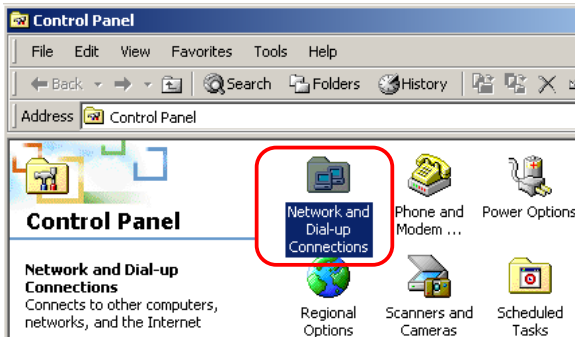 Control Panel
File Edit View Favorites Tools Help
Back Search Folders History
Address Control Panel
Control Panel
Network and Dial-up
Connections
Connects to other computers,
networks, and the Internet
Network and
Dial-up
Connections
Phone and
Modem ...
Power Options
Regional
Options
Scanners and
Cameras
Scheduled
Tasks